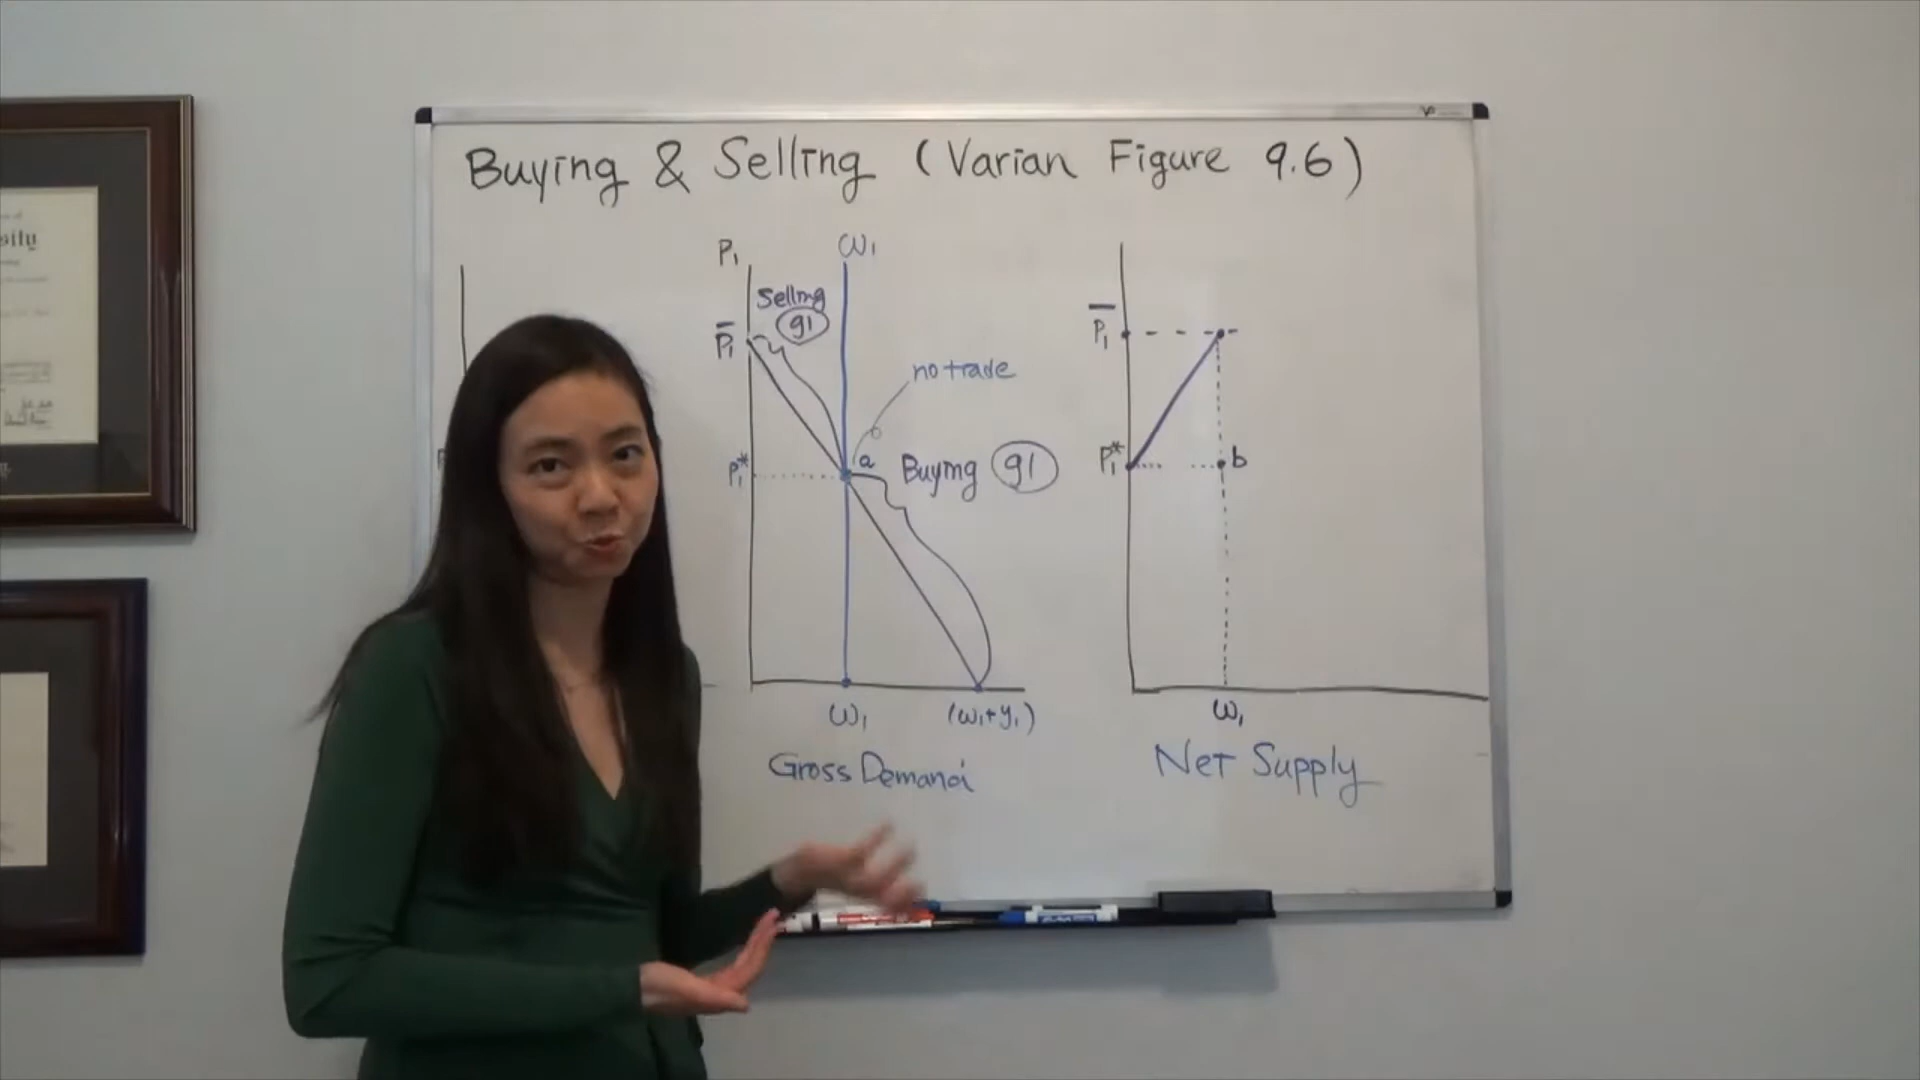 Buying & Selling (Varian Figure 9.6)
P₁
ω₁
Selling
g1
P̅₁
no trade
P₁*
a
Buying g1
ω₁
(ω₁+y₁)
Gross Demand
P̅₁
P₁*
b
ω₁
Net Supply